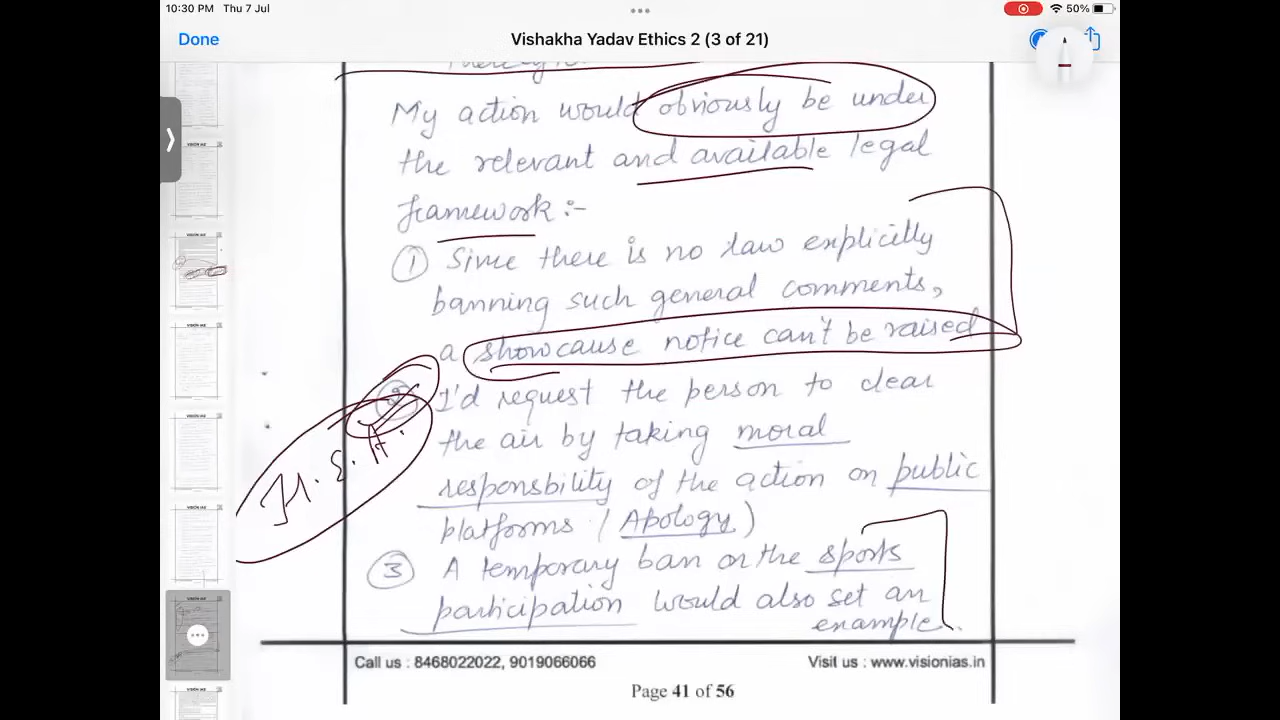 10:30 PM Thu 7 Jul
50%
Done
Vishakha Yadav Ethics 2 (3 of 21)
My action would obviously be under
the relevant and available legal
framework :-
① Since there is no law explicitly
banning such general comments,
a showcause notice can't be raised
② I'd request the person to clear
the air by taking moral
responsbility of the action on public
platforms (Apology)
③ A temporary ban on the sports
participation would also set an
example.
Call us : 8468022022, 9019066066
Visit us : www.visionias.in
Page 41 of 56